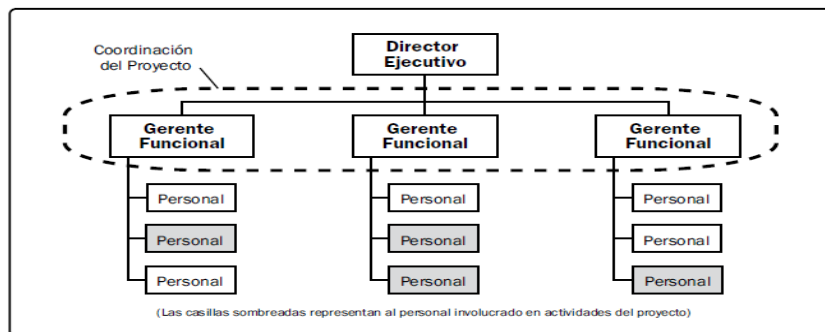 Coordinación
del Proyecto
Director
Ejecutivo
Gerente
Funcional
Gerente
Funcional
Gerente
Funcional
Personal
Personal
Personal
Personal
Personal
Personal
Personal
Personal
Personal
(Las casillas sombreadas representan al personal involucrado en actividades del proyecto)